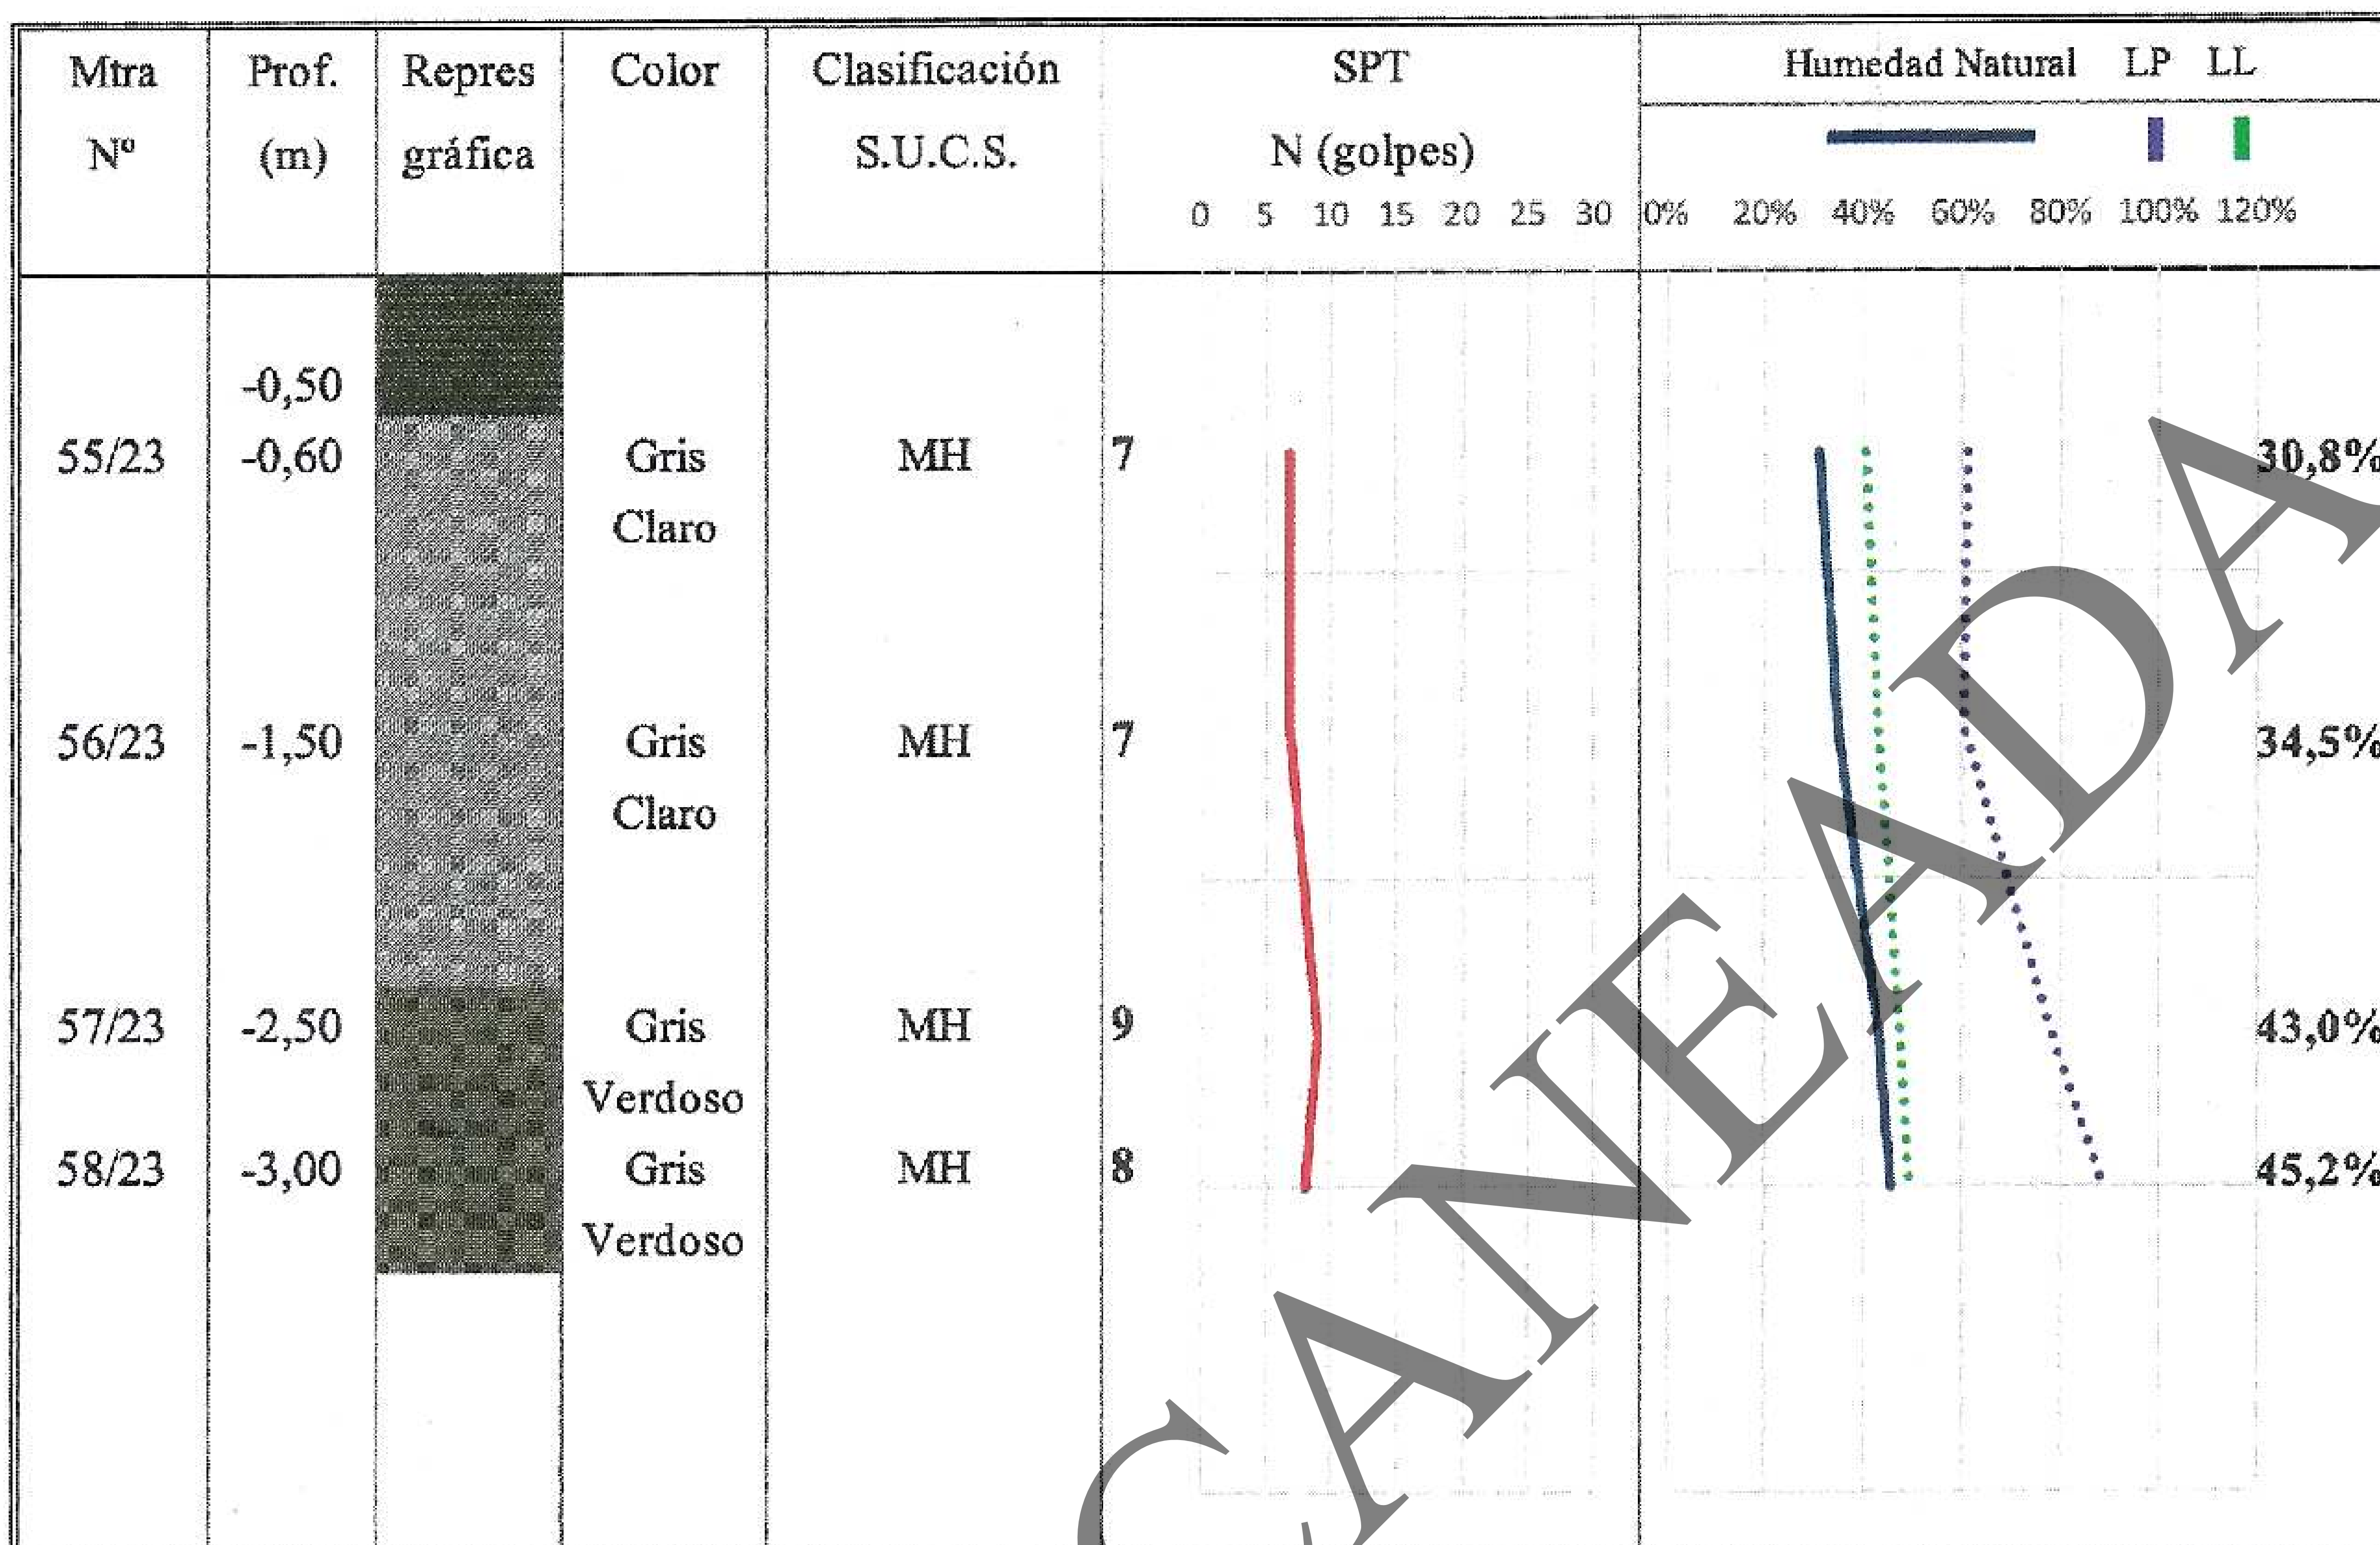 Mtra Prof. Repres Color Clasificación SPT Humedad Natural LP LL
Nº (m) gráfica S.U.C.S. N (golpes)
0 5 10 15 20 25 30 0% 20% 40% 60% 80% 100% 120%
-0,50
55/23 -0,60 Gris MH 7 30,8%
Claro
56/23 -1,50 Gris MH 7 34,5%
Claro
57/23 -2,50 Gris MH 9 43,0%
Verdoso
58/23 -3,00 Gris MH 8 45,2%
Verdoso
CANEADA